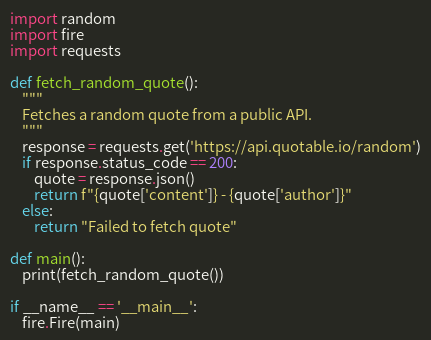 import random
import fire
import requests

def fetch_random_quote():
    """
    Fetches a random quote from a public API.
    """
    response = requests.get('https://api.quotable.io/random')
    if response.status_code == 200:
        quote = response.json()
        return f"{quote['content']} - {quote['author']}"
    else:
        return "Failed to fetch quote"

def main():
    print(fetch_random_quote())

if __name__ == '__main__':
    fire.Fire(main)